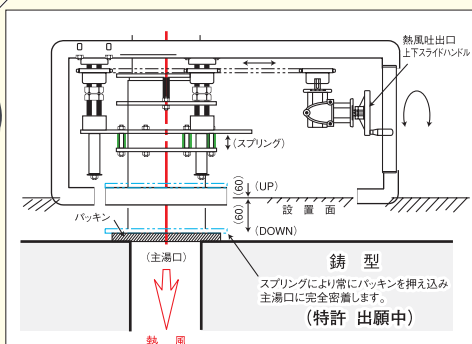 熱風吐出口
上下スライドハンドル
(スプリング)
(60)
(UP)
パッキン
(60)
設置面
(DOWN)
(主湯口)
鋳型
スプリングにより常にパッキンを押え込み
主湯口に完全密着します。
(特許 出願中)
熱風